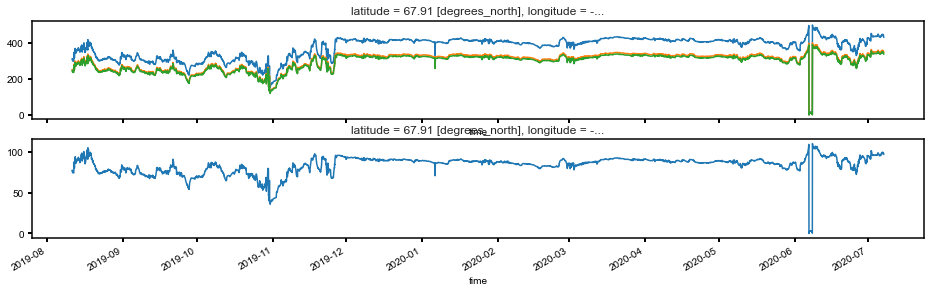 latitude = 67.91 [degrees_north], longitude = -...
400
200
0
time
latitude = 67.91 [degrees_north], longitude = -...
100
50
0
2019-08 2019-09 2019-10 2019-11 2019-12 2020-01 2020-02 2020-03 2020-04 2020-05 2020-06 2020-07
time